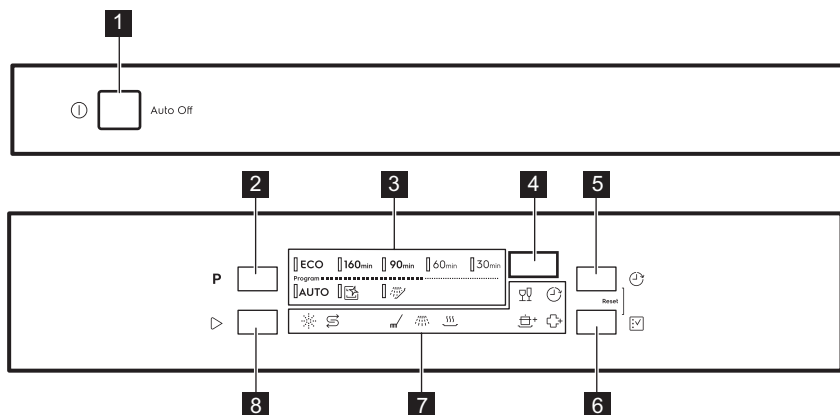 1
Auto Off
2 3 4 5
P
ECO 160min 90min 60min 30min
Program
AUTO
Reset
8 7 6